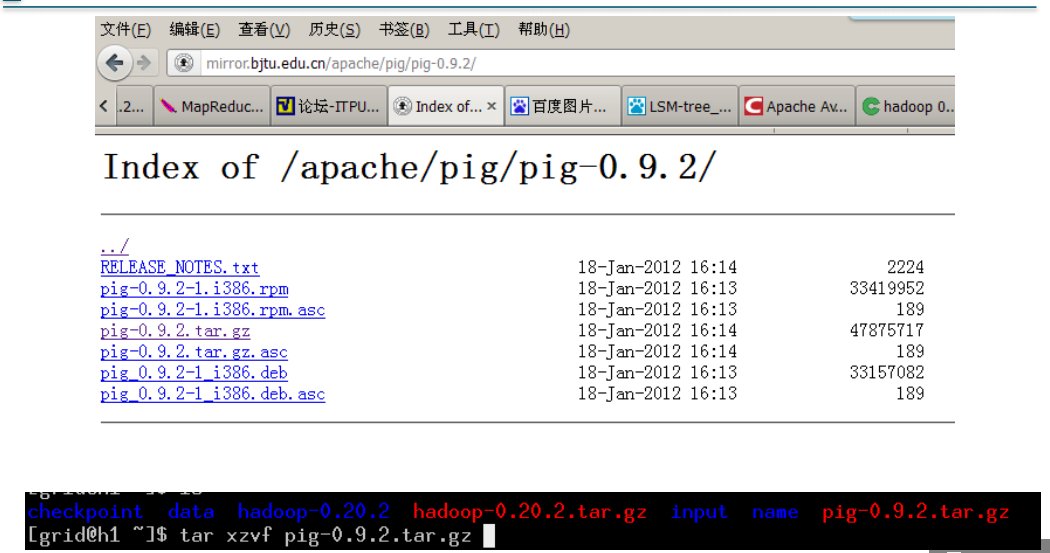 文件(F) 编辑(E) 查看(V) 历史(S) 书签(B) 工具(T) 帮助(H)
mirror.bjtu.edu.cn/apache/pig/pig-0.9.2/
.2... MapReduc... 论坛-ITPU... Index of... × 百度图片... LSM-tree_... Apache Av... hadoop 0..
Index of /apache/pig/pig-0.9.2/
../
RELEASE_NOTES.txt 18-Jan-2012 16:14 2224
pig-0.9.2-1.i386.rpm 18-Jan-2012 16:13 33419952
pig-0.9.2-1.i386.rpm.asc 18-Jan-2012 16:13 189
pig-0.9.2.tar.gz 18-Jan-2012 16:14 47875717
pig-0.9.2.tar.gz.asc 18-Jan-2012 16:14 189
pig_0.9.2-1_i386.deb 18-Jan-2012 16:13 33157082
pig_0.9.2-1_i386.deb.asc 18-Jan-2012 16:13 189
checkpoint data hadoop-0.20.2 hadoop-0.20.2.tar.gz input name pig-0.9.2.tar.gz
[grid@h1 ~]$ tar xzvf pig-0.9.2.tar.gz